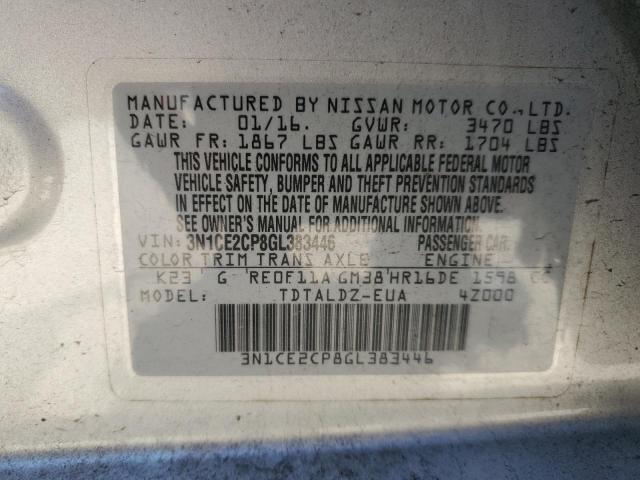 MANUFACTURED BY NISSAN MOTOR CO., LTD.
DATE: 01/16. GVWR: 3470 LBS
GAWR FR: 1867 LBS GAWR RR: 1704 LBS
THIS VEHICLE CONFORMS TO ALL APPLICABLE FEDERAL MOTOR
VEHICLE SAFETY, BUMPER AND THEFT PREVENTION STANDARDS
IN EFFECT ON THE DATE OF MANUFACTURE SHOWN ABOVE.
SEE OWNER'S MANUAL FOR ADDITIONAL INFORMATION.
VIN: 3N1CE2CP8GL383446 PASSENGER CAR
COLOR TRIM TRANS AXLE ENGINE
K23 G RE0F11A GM38 HR16DE 1598 CC
MODEL: TDTALDZ-EUA 4Z000
3N1CE2CP8GL383446